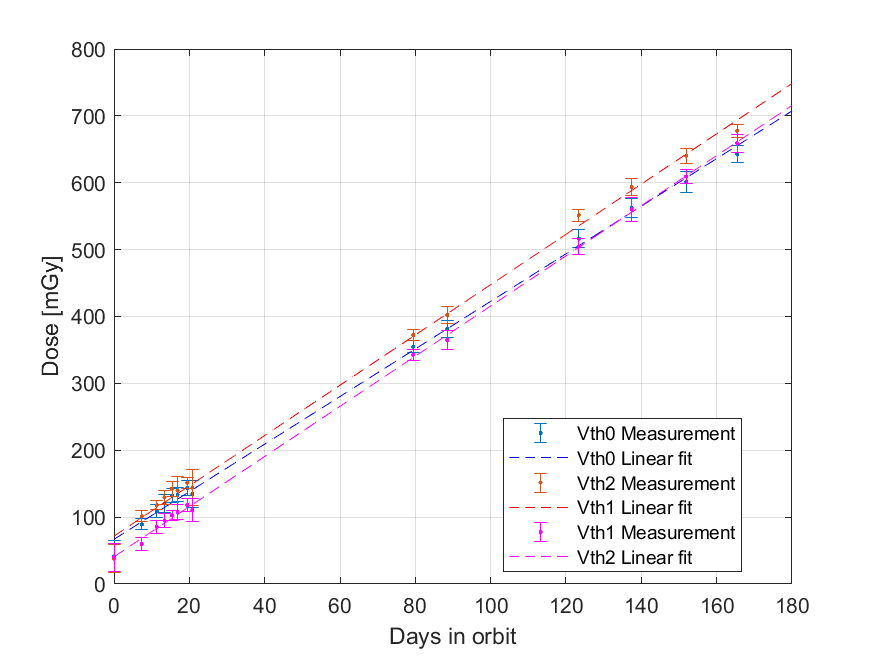 800
700
600
500
400
300
200
100
0
Dose [mGy]
Vth0 Measurement
Vth0 Linear fit
Vth2 Measurement
Vth1 Linear fit
Vth1 Measurement
Vth2 Linear fit
0 20 40 60 80 100 120 140 160 180
Days in orbit